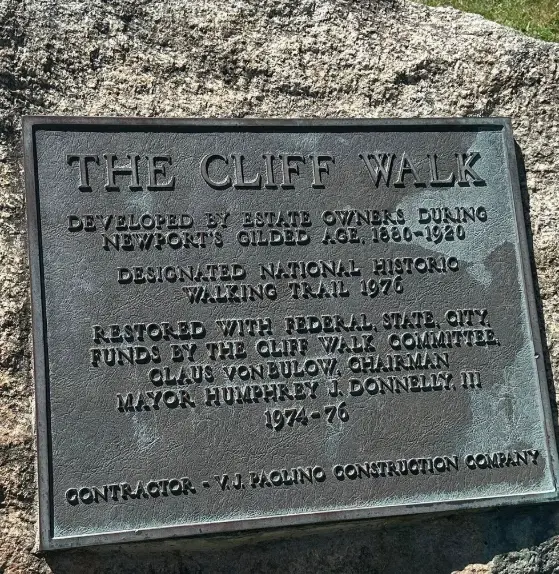 THE CLIFF WALK
DEVELOPED BY ESTATE OWNERS DURING
NEWPORT'S GILDED AGE, 1880-1920
DESIGNATED NATIONAL HISTORIC
WALKING TRAIL 1976
RESTORED WITH FEDERAL, STATE, CITY,
FUNDS BY THE CLIFF WALK COMMITTEE,
CLAUS VONBULOW, CHAIRMAN
MAYOR HUMPHREY J. DONNELLY, III
1974-76
CONTRACTOR - V.J. PAOLINO CONSTRUCTION COMPANY